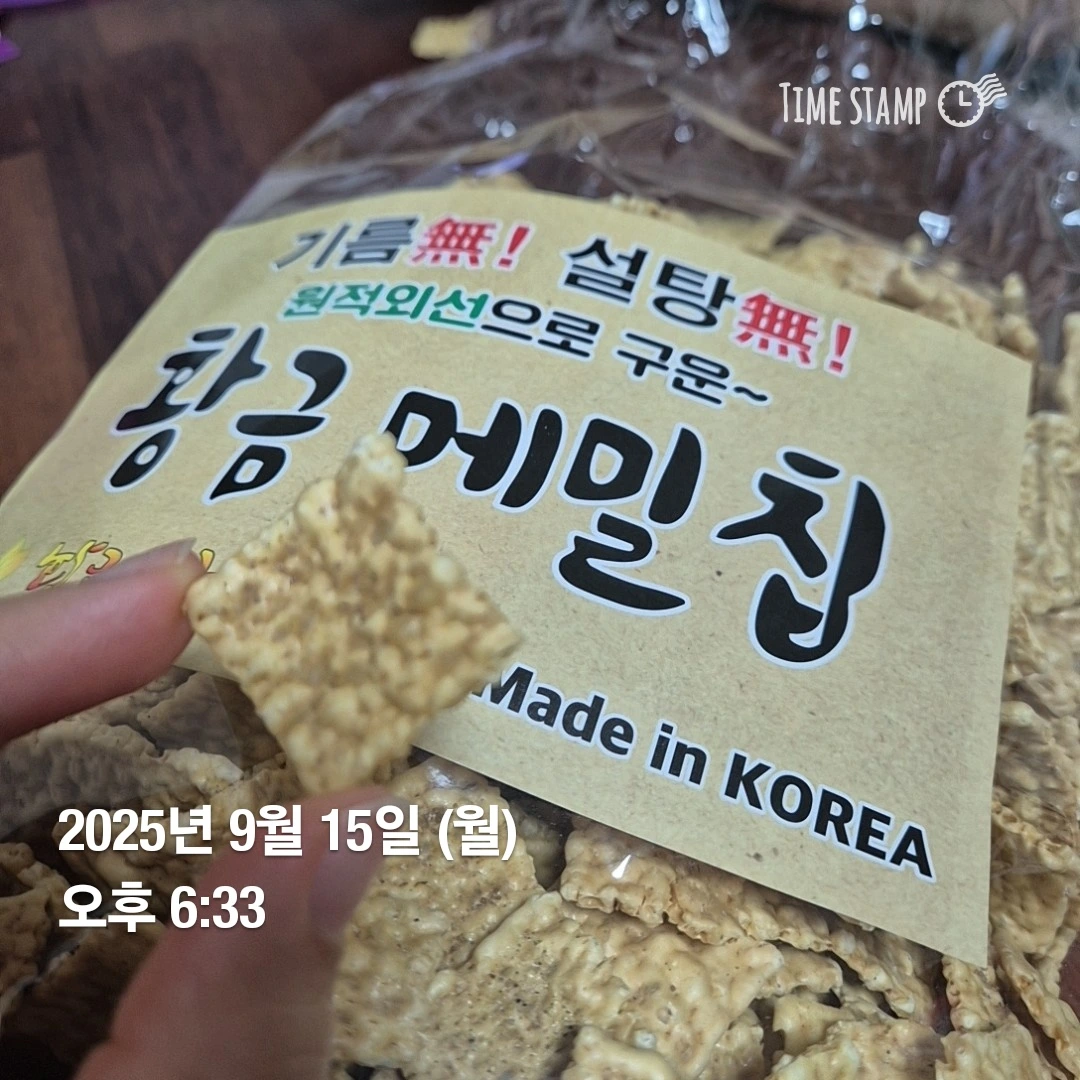 TIME STAMP
기름無! 설탕無!
원적외선으로 구운~
황금 메밀칩
Made in KOREA
2025년 9월 15일 (월)
오후 6:33